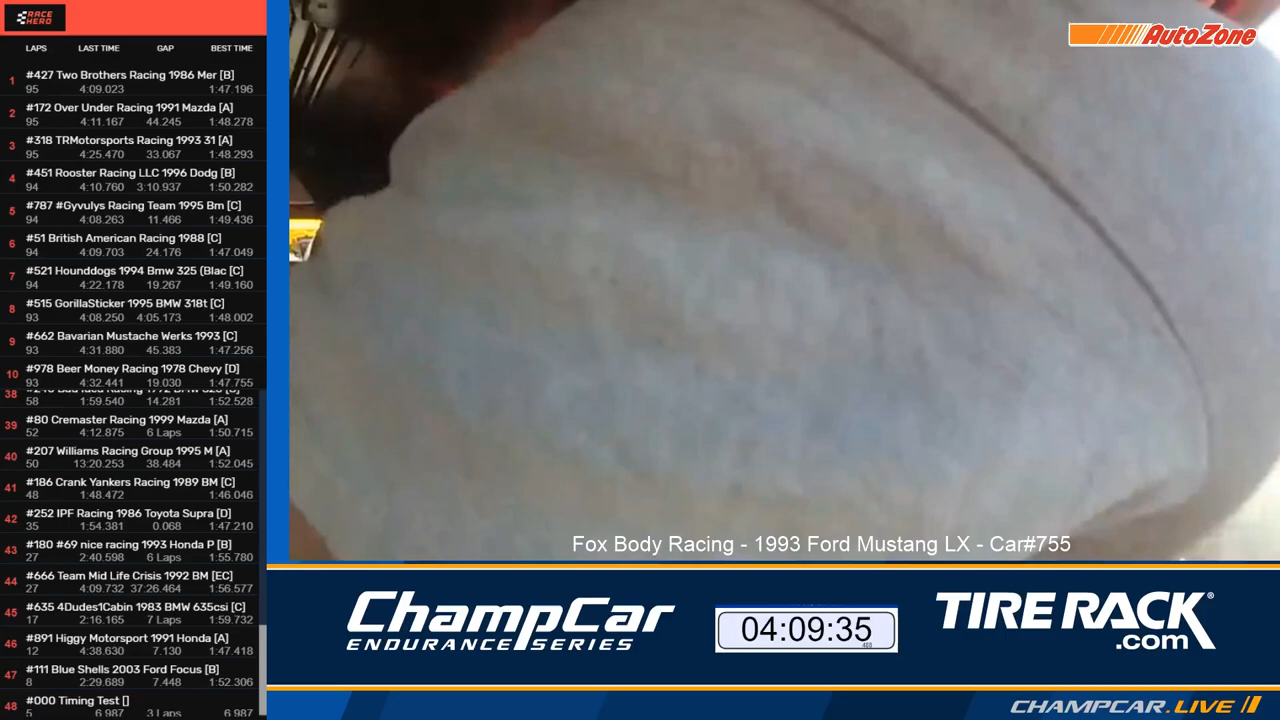 RACE HERO
LAPS LAST TIME GAP BEST TIME
1 #427 Two Brothers Racing 1986 Mer [B]
95 4:09.023 1:47.196
2 #172 Over Under Racing 1991 Mazda [A]
95 4:11.167 44.245 1:48.278
3 #318 TRMotorsports Racing 1993 31 [A]
95 4:25.470 33.067 1:48.293
4 #451 Rooster Racing LLC 1996 Dodg [B]
94 4:10.760 3:10.937 1:50.282
5 #787 #Gyvulys Racing Team 1995 Bm [C]
94 4:08.263 11.466 1:49.436
6 #51 British American Racing 1988 [C]
94 4:09.703 24.176 1:47.049
7 #521 Hounddogs 1994 Bmw 325 (Blac [C]
94 4:22.178 19.267 1:49.160
8 #515 GorillaSticker 1995 BMW 318t [C]
93 4:08.250 4:05.173 1:48.002
9 #662 Bavarian Mustache Werks 1993 [C]
93 4:31.880 45.383 1:47.256
10 #978 Beer Money Racing 1978 Chevy [D]
93 4:32.441 19.030 1:47.755
38
58 1:59.540 14.281 1:52.528
39 #80 Cremaster Racing 1999 Mazda [A]
52 4:12.875 6 Laps 1:50.715
40 #207 Williams Racing Group 1995 M [A]
50 13:20.253 38.484 1:52.045
41 #186 Crank Yankers Racing 1989 BM [C]
48 1:48.472 1:46.046
42 #252 IPF Racing 1986 Toyota Supra [D]
35 1:54.381 0.068 1:47.210
43 #180 #69 nice racing 1993 Honda P [B]
27 2:40.598 6 Laps 1:55.780
44 #666 Team Mid Life Crisis 1992 BM [EC]
27 4:09.732 37:26.464 1:56.577
45 #635 4Dudes1Cabin 1983 BMW 635csi [C]
17 2:16.165 7 Laps 1:59.732
46 #891 Higgy Motorsport 1991 Honda [A]
12 4:38.630 7.130 1:47.418
47 #111 Blue Shells 2003 Ford Focus [B]
8 2:29.689 7.448 1:52.306
48 #000 Timing Test []
5 6.987 3 Laps 6.987
AutoZone
Fox Body Racing - 1993 Ford Mustang LX - Car#755
ChampCar
ENDURANCE SERIES
04:09:35
TIRE RACK®
.com
CHAMPCAR.LIVE